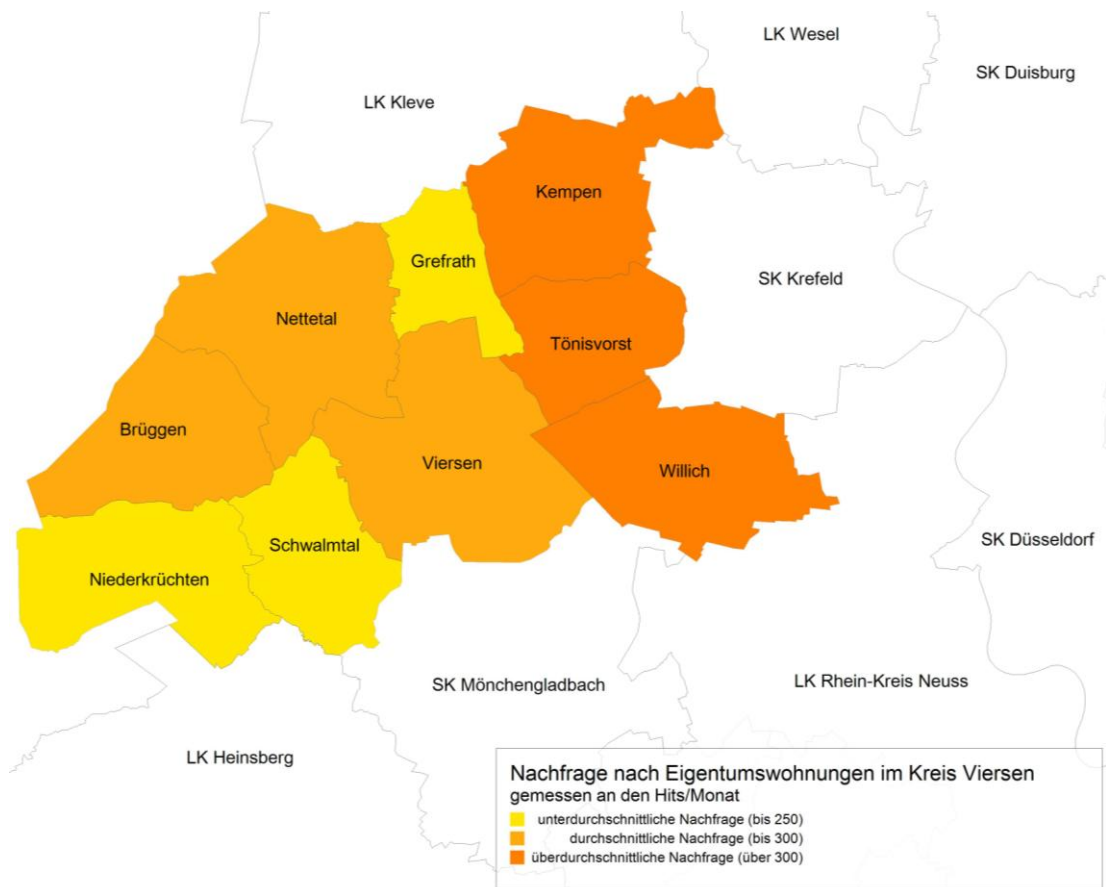 LK Wesel
SK Duisburg
LK Kleve
Kempen
Grefrath
SK Krefeld
Nettetal
Tönisvorst
Brüggen
Viersen
Willich
Schwalmtal
SK Düsseldorf
Niederkrüchten
SK Mönchengladbach
LK Rhein-Kreis Neuss
LK Heinsberg
Nachfrage nach Eigentumswohnungen im Kreis Viersen
gemessen an den Hits/Monat
unterdurchschnittliche Nachfrage (bis 250)
durchschnittliche Nachfrage (bis 300)
überdurchschnittliche Nachfrage (über 300)